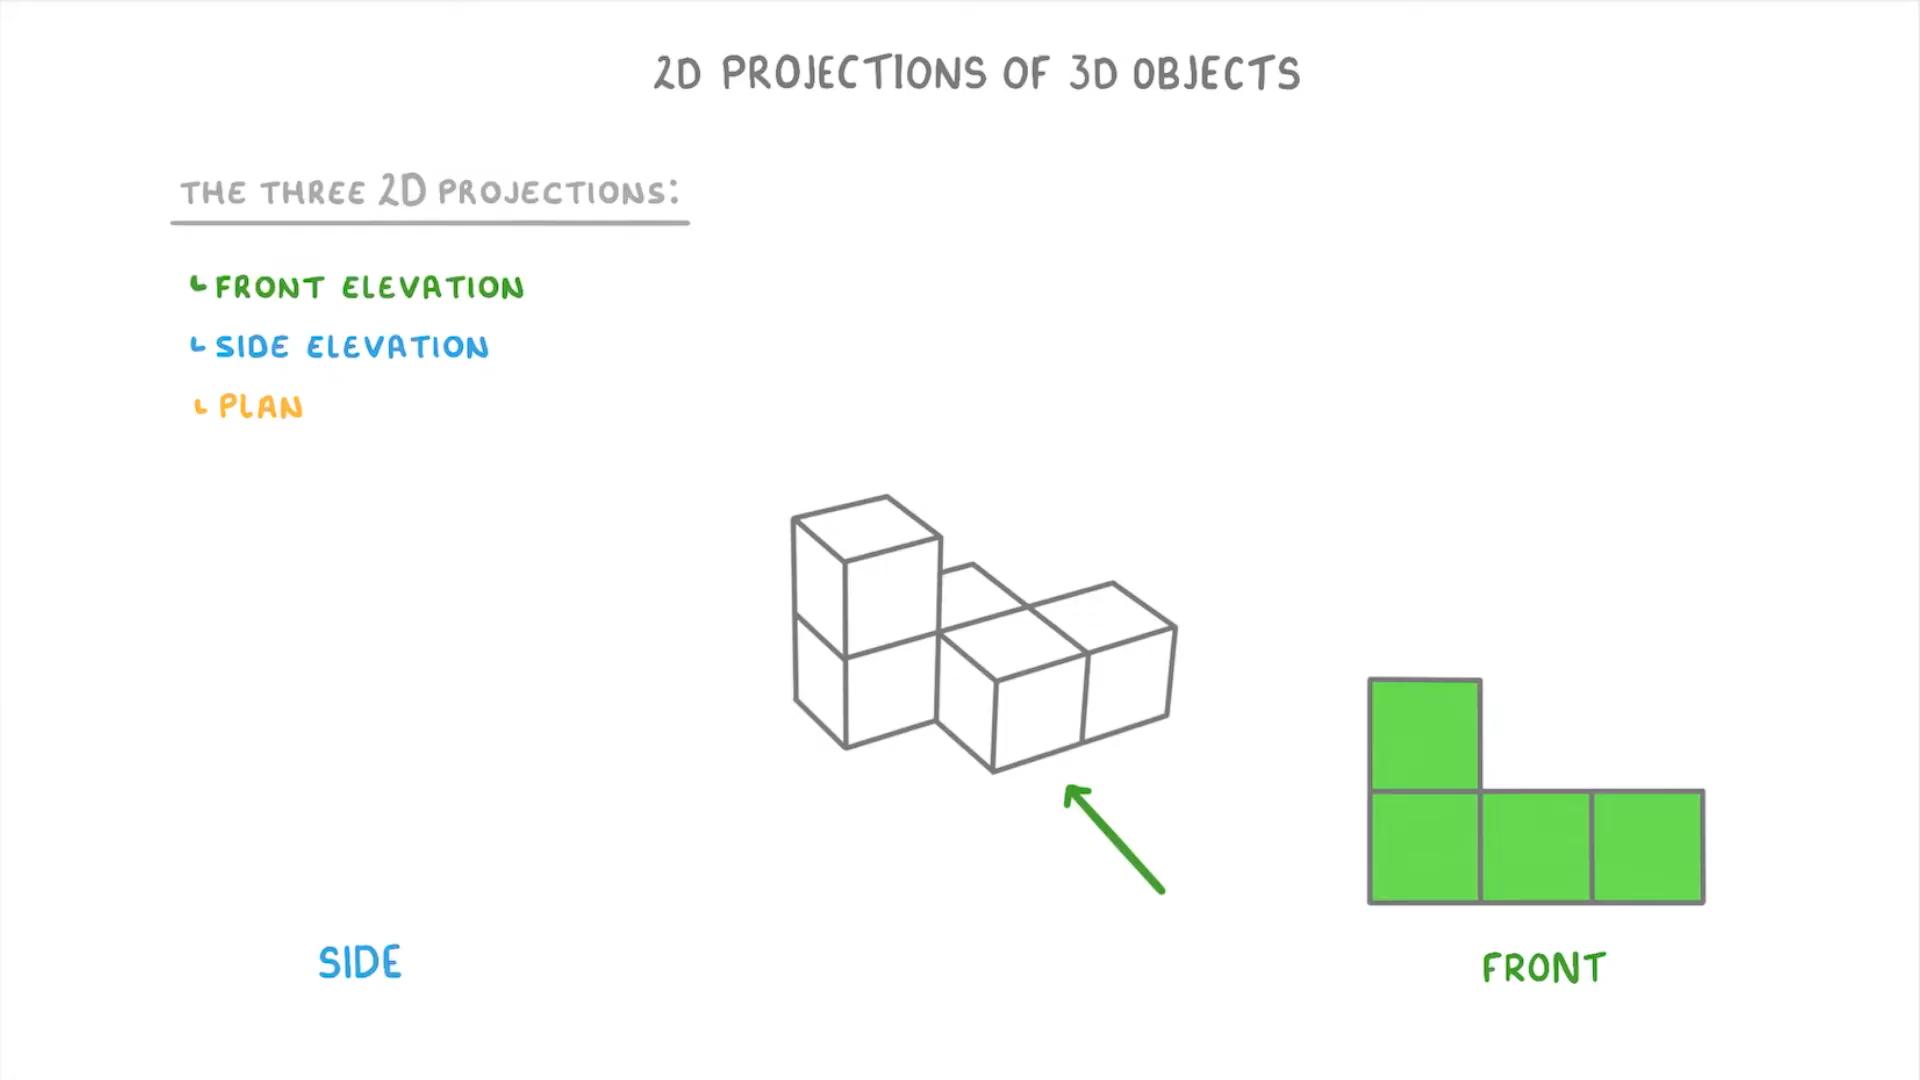 2D PROJECTIONS OF 3D OBJECTS
THE THREE 2D PROJECTIONS:
FRONT ELEVATION
SIDE ELEVATION
PLAN
SIDE
FRONT